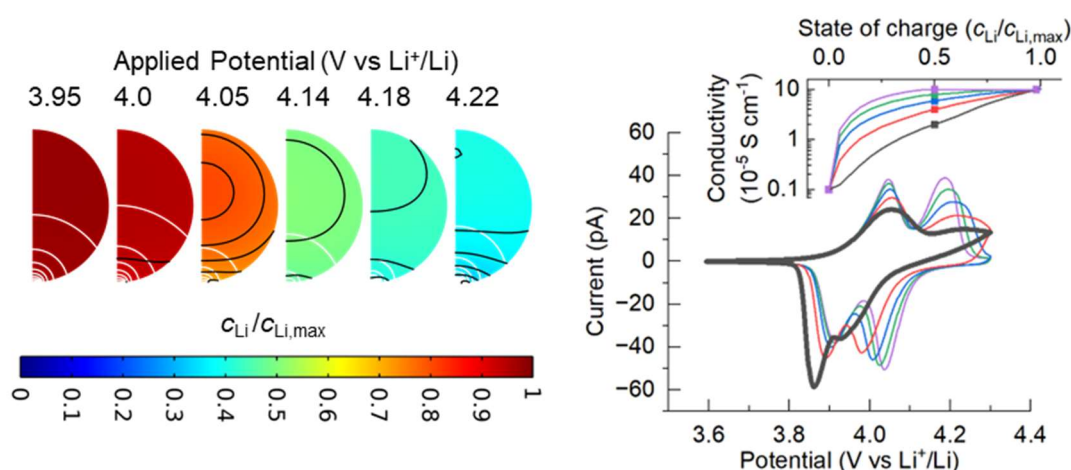 Applied Potential (V vs Li⁺/Li)
3.95 4.0 4.05 4.14 4.18 4.22
cLi/cLi,max
0 0.1 0.2 0.3 0.4 0.5 0.6 0.7 0.8 0.9 1
State of charge (cLi/cLi,max)
0.0 0.5 1.0
Conductivity
(10⁻⁵ S cm⁻¹)
10
1
0.1
Current (pA)
60
40
20
0
−20
−40
−60
3.6 3.8 4.0 4.2 4.4
Potential (V vs Li⁺/Li)